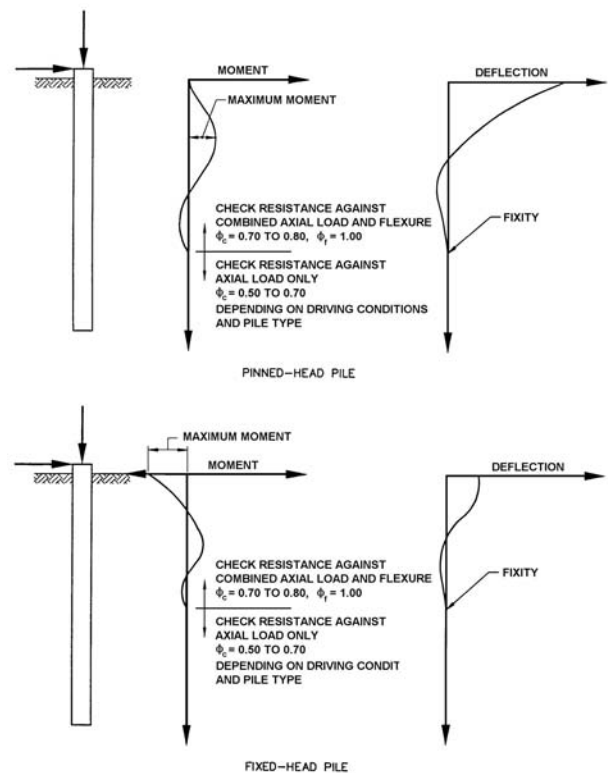 MOMENT
MAXIMUM MOMENT
DEFLECTION
CHECK RESISTANCE AGAINST
COMBINED AXIAL LOAD AND FLEXURE
ϕc = 0.70 TO 0.80, ϕf = 1.00
FIXITY
CHECK RESISTANCE AGAINST
AXIAL LOAD ONLY
ϕc = 0.50 TO 0.70
DEPENDING ON DRIVING CONDITIONS
AND PILE TYPE
PINNED-HEAD PILE
MAXIMUM MOMENT
MOMENT
DEFLECTION
CHECK RESISTANCE AGAINST
COMBINED AXIAL LOAD AND FLEXURE
ϕc = 0.70 TO 0.80, ϕf = 1.00
FIXITY
CHECK RESISTANCE AGAINST
AXIAL LOAD ONLY
ϕc = 0.50 TO 0.70
DEPENDING ON DRIVING CONDIT
AND PILE TYPE
FIXED-HEAD PILE